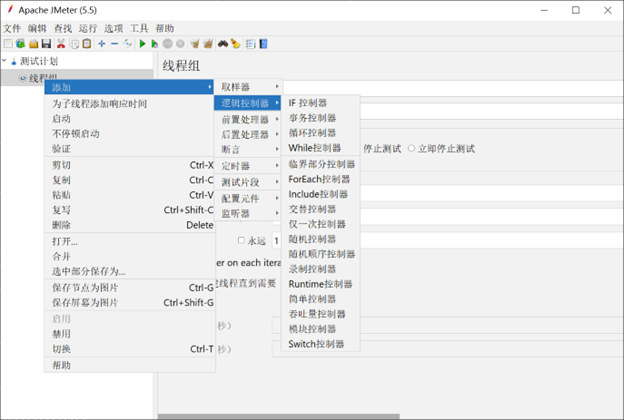 Apache JMeter (5.5)
文件 编辑 查找 运行 选项 工具 帮助
测试计划
线程组
线程组
添加
为子线程添加响应时间
启动
不停顿启动
验证
剪切 Ctrl-X
复制 Ctrl-C
粘贴 Ctrl-V
复写 Ctrl+Shift-C
删除 Delete
打开...
合并
选中部分保存为...
保存节点为图片 Ctrl-G
保存屏幕为图片 Ctrl+Shift-G
启用
禁用
切换 Ctrl-T
帮助
取样器
逻辑控制器
前置处理器
后置处理器
断言
定时器
测试片段
配置元件
监听器
IF 控制器
事务控制器
循环控制器
While控制器
临界部分控制器
ForEach控制器
Include控制器
交替控制器
仅一次控制器
随机控制器
随机顺序控制器
录制控制器
Runtime控制器
简单控制器
吞吐量控制器
模块控制器
Switch控制器
停止测试 立即停止测试
永远 1
er on each itera
线程直到需要
秒）
秒）